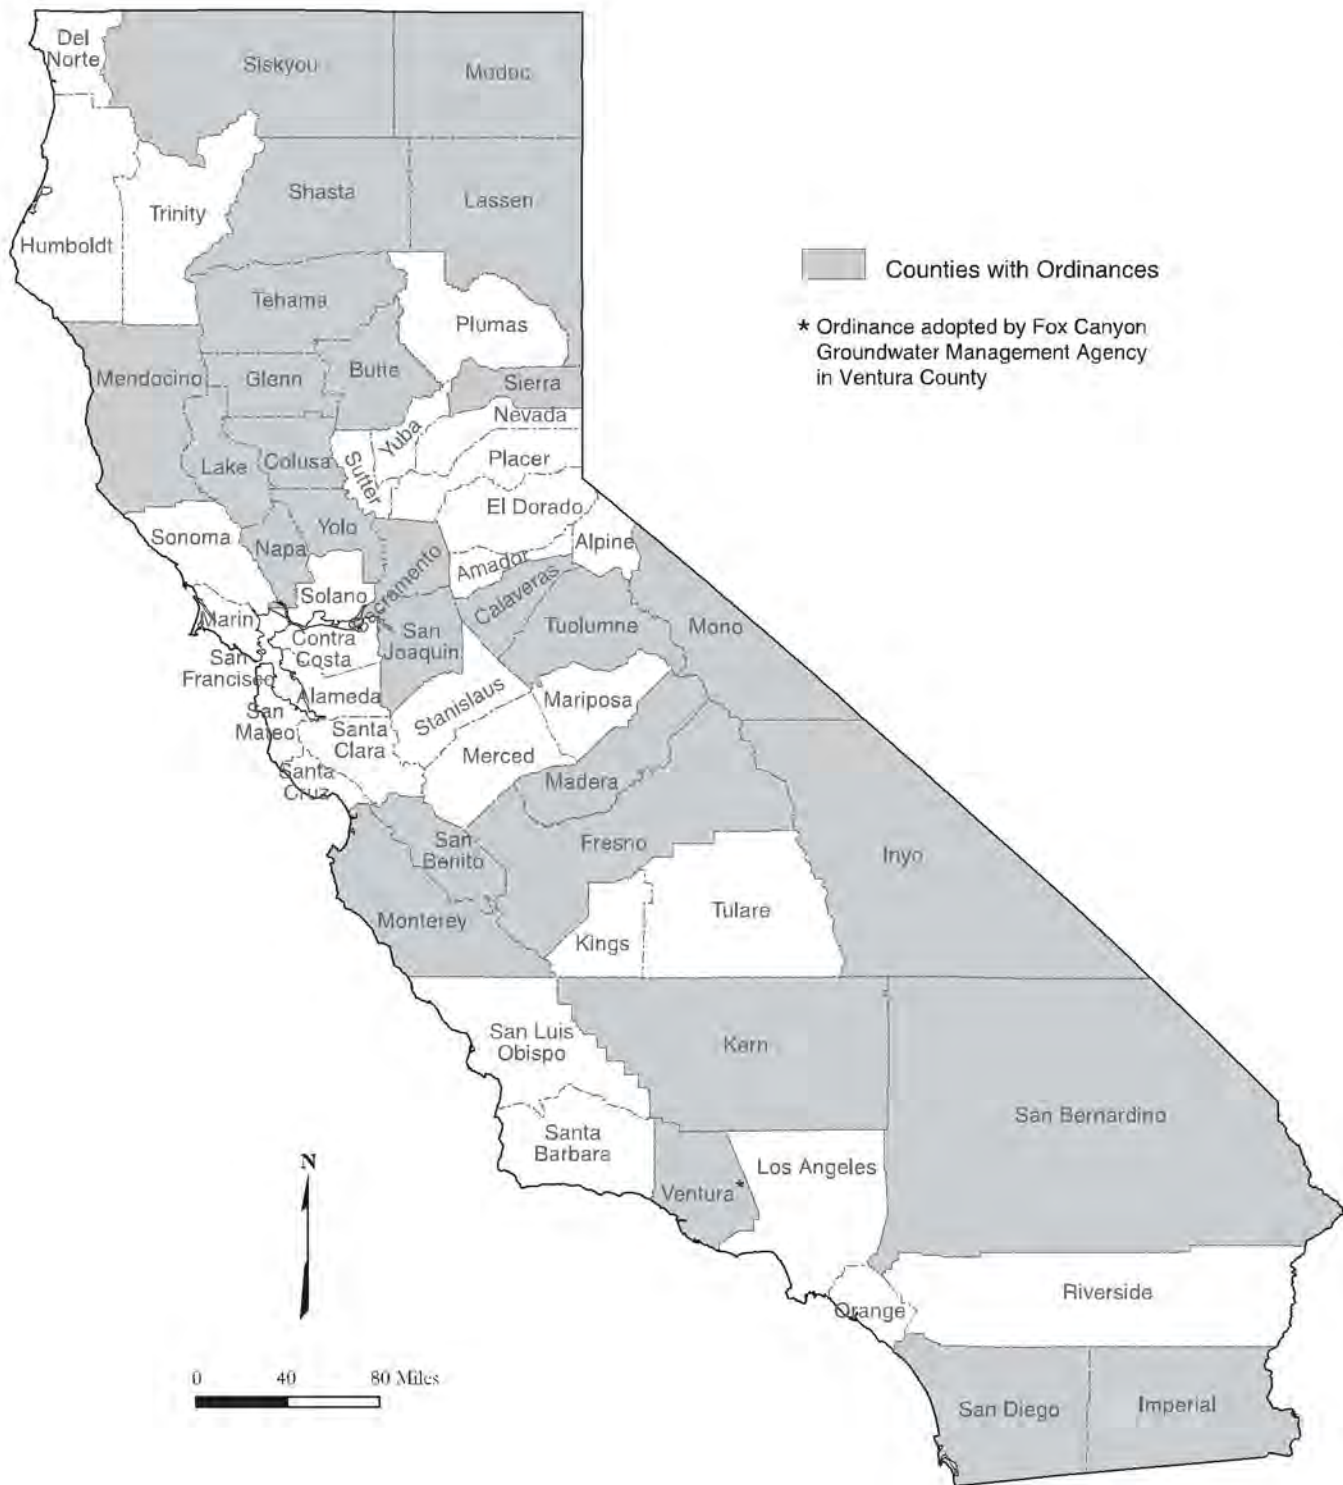 Del
Norte
Siskyou
Modoc
Shasta
Lassen
Trinity
Humboldt
Counties with Ordinances
Tehama
* Ordinance adopted by Fox Canyon
Groundwater Management Agency
in Ventura County
Plumas
Mendocino
Glenn
Butte
Sierra
Nevada
Yuba
Placer
Lake
Colusa
Sutter
El Dorado
Yolo
Sonoma
Napa
Alpine
Amador
Sacramento
Calaveras
Solano
Marin
Contra
Costa
San
Joaquin
Tuolumne
Mono
San
Francisco
Alameda
Stanislaus
Mariposa
San
Mateo
Santa
Clara
Merced
Santa
Cruz
Madera
San
Benito
Fresno
Inyo
Monterey
Tulare
Kings
San Luis
Obispo
Kern
San Bernardino
Santa
Barbara
Los Angeles
Ventura*
N
Riverside
Orange
0 40 80 Miles
San Diego
Imperial